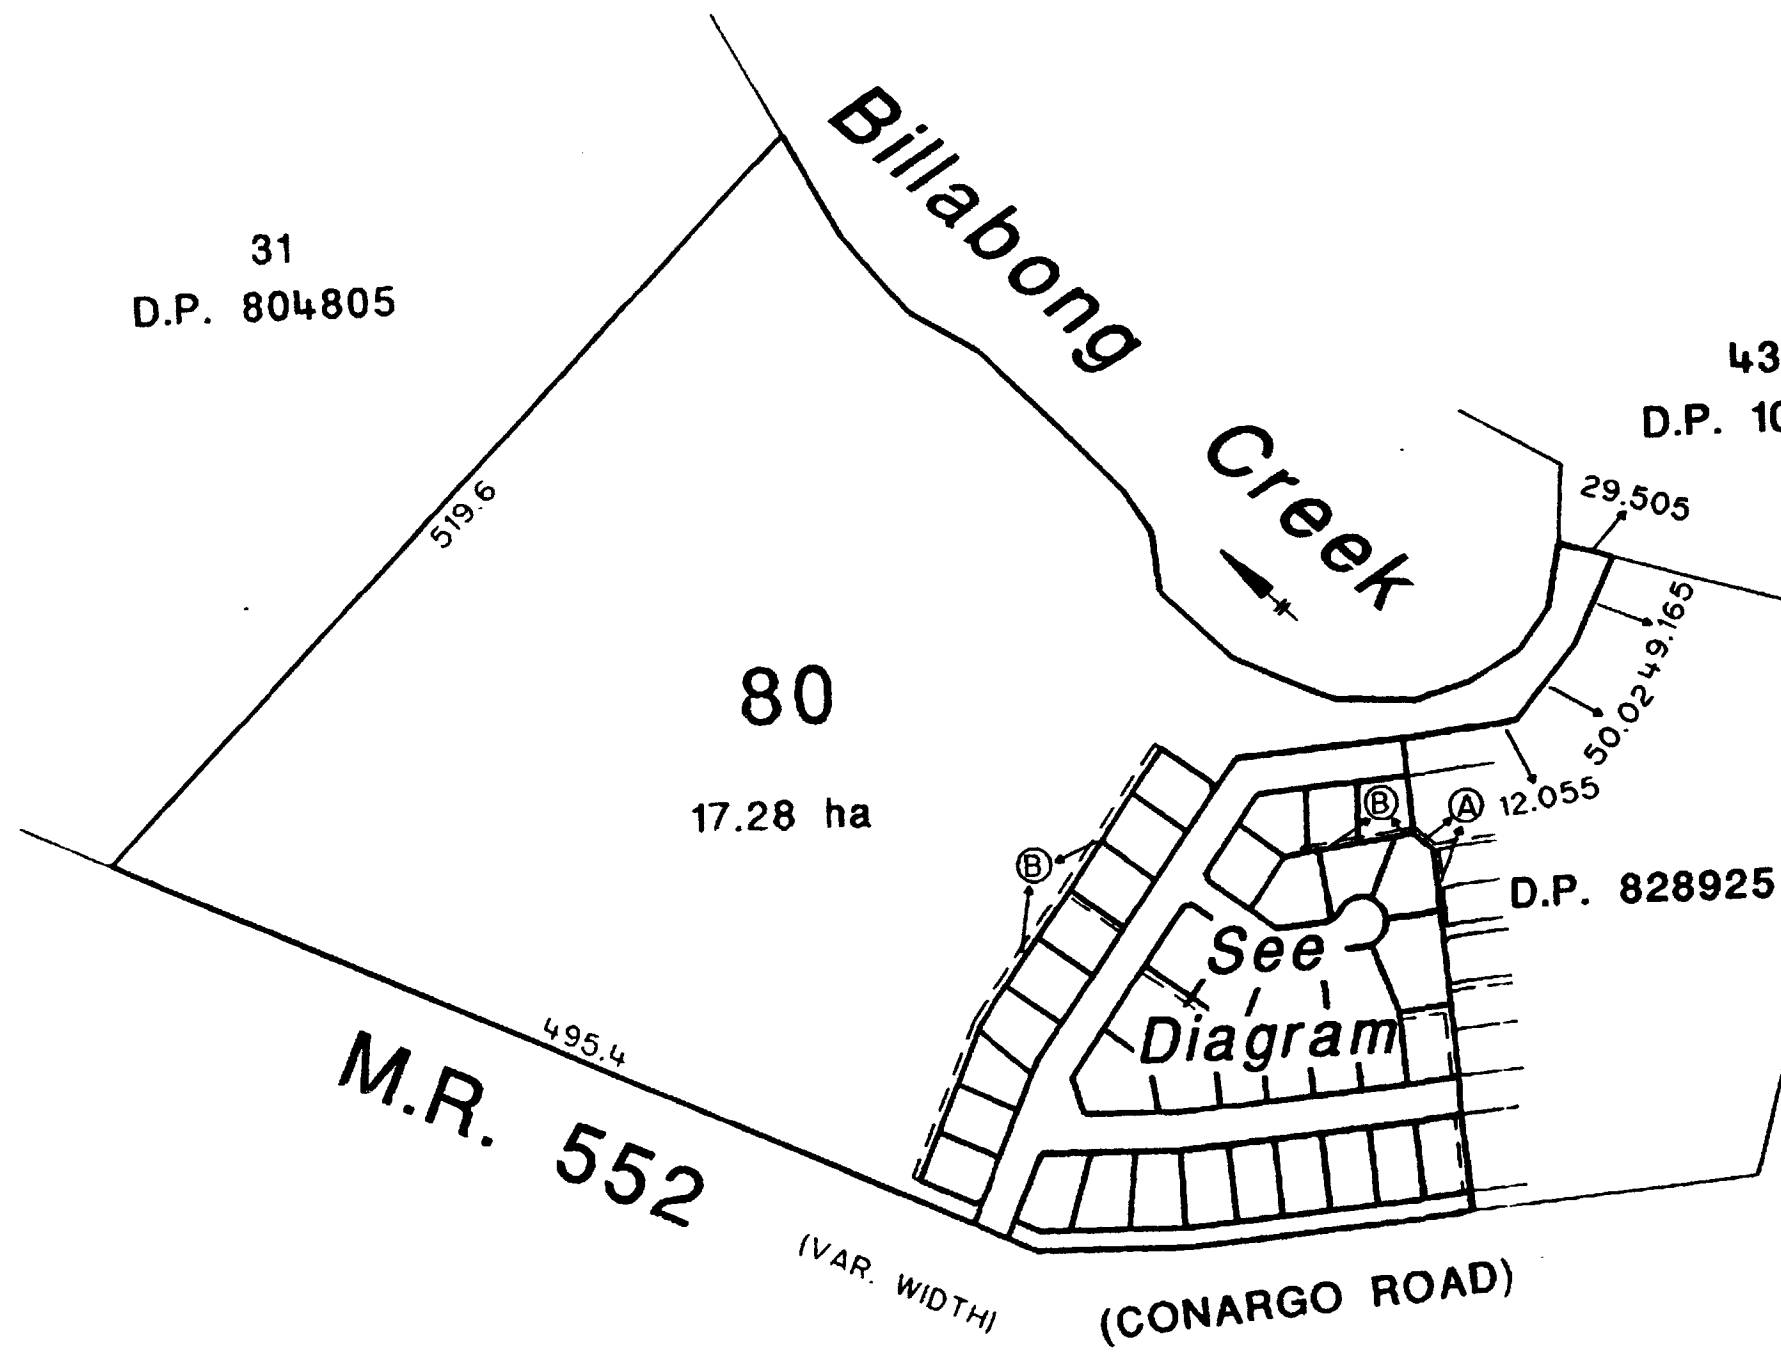 Billabong
Creek
31
D.P. 804805
43
D.P. 10
29.505
519.6
49.165
50.02
12.055
80
17.28 ha
B
B
A
D.P. 828925
See
Diagram
495.4
M.R. 552
(VAR. WIDTH)
(CONARGO ROAD)